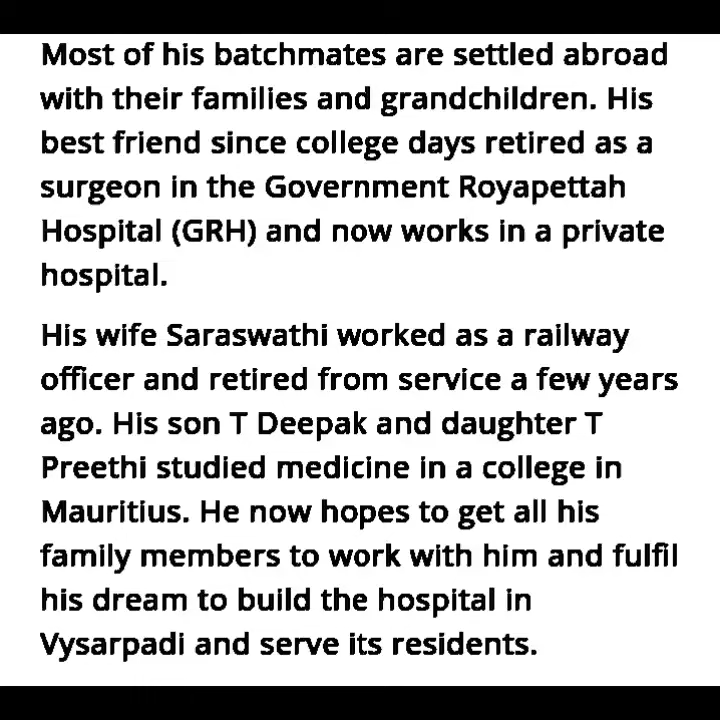 Most of his batchmates are settled abroad
with their families and grandchildren. His
best friend since college days retired as a
surgeon in the Government Royapettah
Hospital (GRH) and now works in a private
hospital.
His wife Saraswathi worked as a railway
officer and retired from service a few years
ago. His son T Deepak and daughter T
Preethi studied medicine in a college in
Mauritius. He now hopes to get all his
family members to work with him and fulfil
his dream to build the hospital in
Vysarpadi and serve its residents.